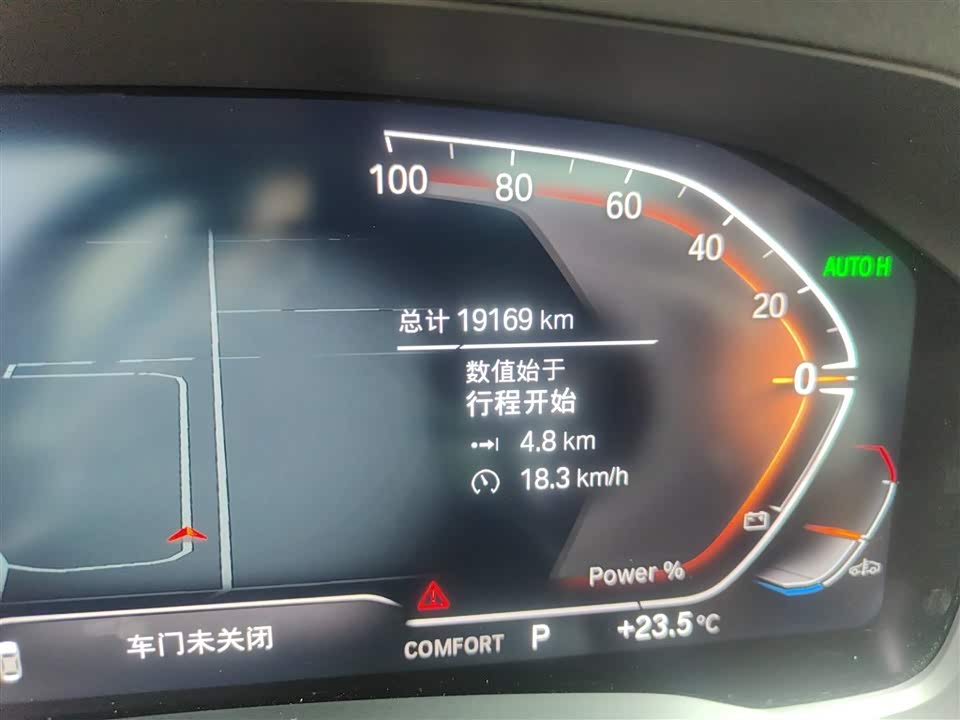 100
80
60
40
20
0
AUTO H
总计 19169 km
数值始于
行程开始
4.8 km
18.3 km/h
Power %
车门未关闭
COMFORT P +23.5°C